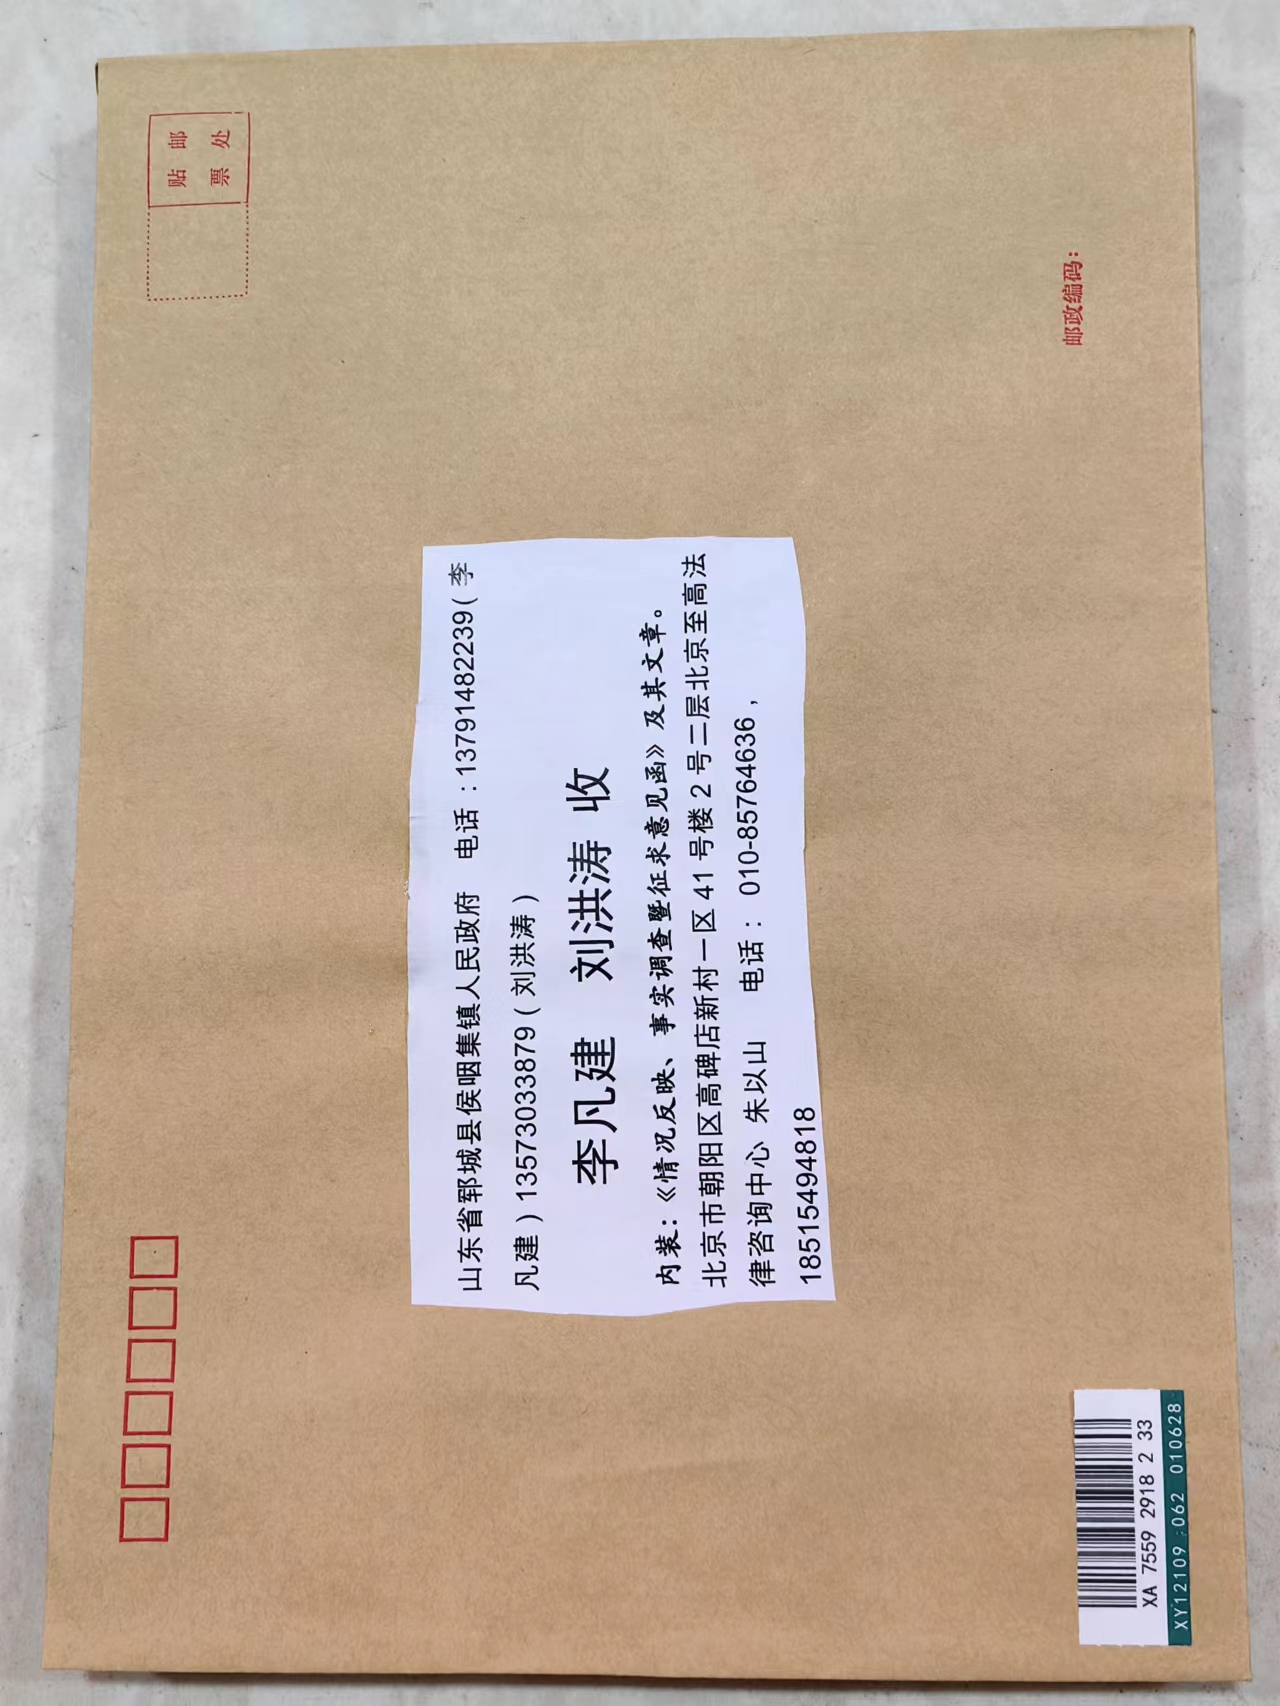 贴 邮
票 处
山东省郓城县侯咽集镇人民政府 电话：13791482239（李
凡建）13573033879（刘洪涛）
李凡建 刘洪涛 收
内装：《情况反映、事实调查暨征求意见函》及其文章。
北京市朝阳区高碑店新村一区 41 号楼 2 号二层北京至高法
律咨询中心 朱以山 电话： 010-85764636，
18515494818
邮政编码：
XA 7559 2918 2 33
XY12109:062 010628